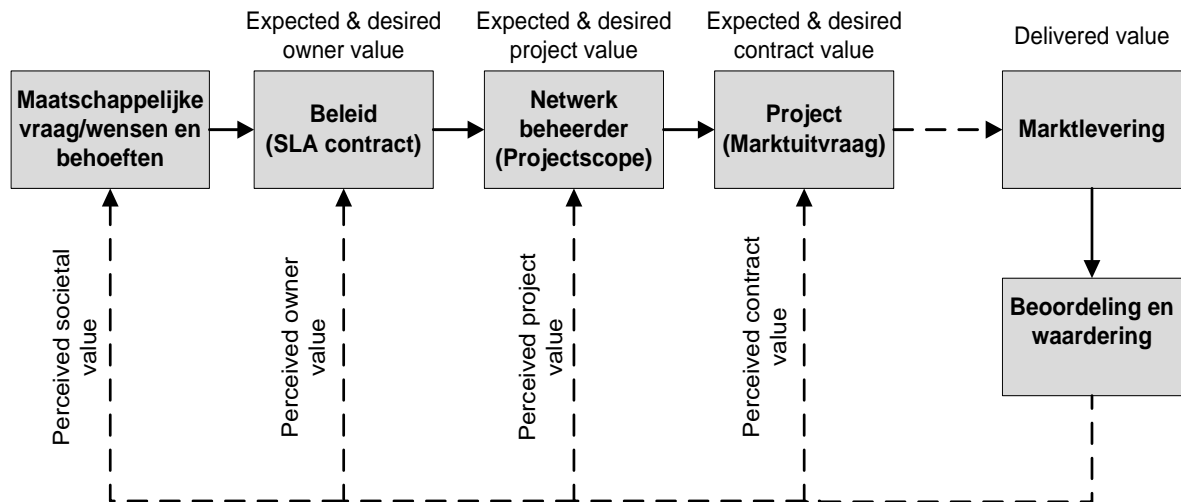 Expected & desired
owner value
Expected & desired
project value
Expected & desired
contract value
Delivered value
Maatschappelijke
vraag/wensen en
behoeften
Beleid
(SLA contract)
Netwerk
beheerder
(Projectscope)
Project
(Marktuitvraag)
Marktlevering
Perceived societal
value
Perceived owner
value
Perceived project
value
Perceived contract
value
Beoordeling en
waardering